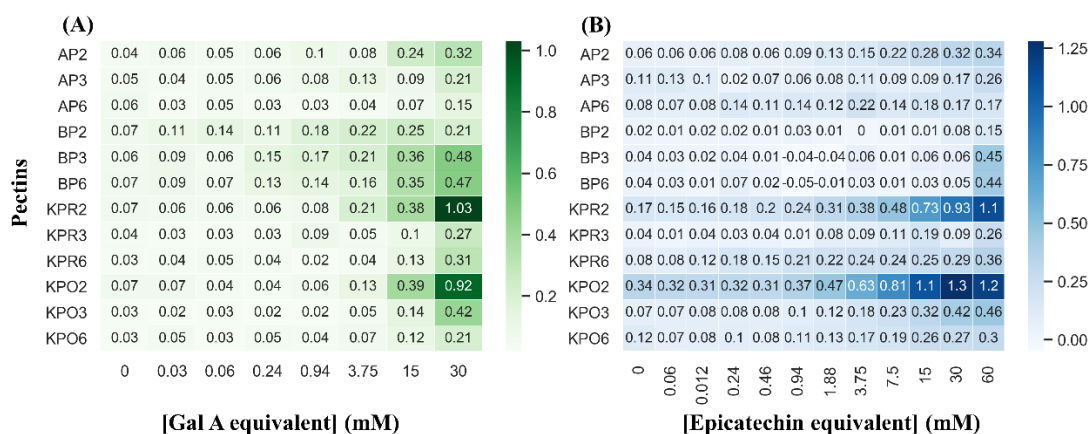 (A) (B)
AP2 0.04 0.06 0.05 0.06 0.1 0.08 0.24 0.32 0.06 0.06 0.06 0.08 0.06 0.09 0.13 0.15 0.22 0.28 0.32 0.34
AP3 0.05 0.04 0.05 0.06 0.08 0.13 0.09 0.21 0.11 0.13 0.1 0.02 0.07 0.06 0.08 0.11 0.09 0.09 0.17 0.26
AP6 0.06 0.03 0.05 0.03 0.03 0.04 0.07 0.15 0.08 0.07 0.08 0.14 0.11 0.14 0.12 0.22 0.14 0.18 0.17 0.17
BP2 0.07 0.11 0.14 0.11 0.18 0.22 0.25 0.21 0.02 0.01 0.02 0.02 0.01 0.03 0.01 0 0.01 0.01 0.08 0.15
BP3 0.06 0.09 0.06 0.15 0.17 0.21 0.36 0.48 0.04 0.03 0.02 0.04 0.01 -0.04 -0.04 0.06 0.01 0.06 0.06 0.45
BP6 0.07 0.09 0.07 0.13 0.14 0.16 0.35 0.47 0.04 0.03 0.01 0.07 0.02 -0.05 -0.01 0.03 0.01 0.03 0.05 0.44
KPR2 0.07 0.06 0.06 0.06 0.08 0.21 0.38 1.03 0.17 0.15 0.16 0.18 0.2 0.24 0.31 0.38 0.48 0.73 0.93 1.1
KPR3 0.04 0.03 0.03 0.03 0.09 0.05 0.1 0.27 0.04 0.01 0.04 0.03 0.04 0.01 0.08 0.09 0.11 0.19 0.09 0.26
KPR6 0.08 0.05 0.05 0.04 0.02 0.04 0.13 0.31 0.08 0.08 0.12 0.18 0.15 0.21 0.22 0.24 0.24 0.25 0.29 0.36
KPO2 0.07 0.07 0.04 0.04 0.06 0.13 0.39 0.92 0.34 0.32 0.31 0.32 0.31 0.37 0.47 0.63 0.81 1.1 1.3 1.2
KPO3 0.03 0.02 0.03 0.02 0.02 0.05 0.14 0.42 0.07 0.07 0.08 0.08 0.08 0.1 0.12 0.18 0.23 0.32 0.42 0.46
KPO6 0.03 0.05 0.03 0.05 0.04 0.07 0.12 0.21 0.12 0.07 0.08 0.1 0.08 0.11 0.13 0.17 0.19 0.26 0.27 0.3
0 0.03 0.06 0.24 0.94 3.75 15 30
0 0.06 0.012 0.24 0.46 0.94 1.88 3.75 7.5 15 30 60
1.0
0.8
0.6
0.4
0.2
1.25
1.00
0.75
0.50
0.25
0.00
Pectins
[Gal A equivalent] (mM) [Epicatechin equivalent] (mM)